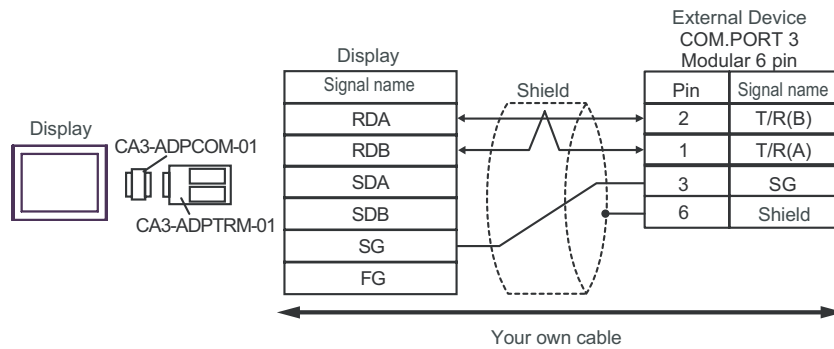 External Device
COM.PORT 3
Modular 6 pin
Display
Signal name
Shield
Pin
Signal name
RDA
2
T/R(B)
Display
CA3-ADPCOM-01
RDB
1
T/R(A)
SDA
3
SG
SDB
6
Shield
CA3-ADPTRM-01
SG
FG
Your own cable